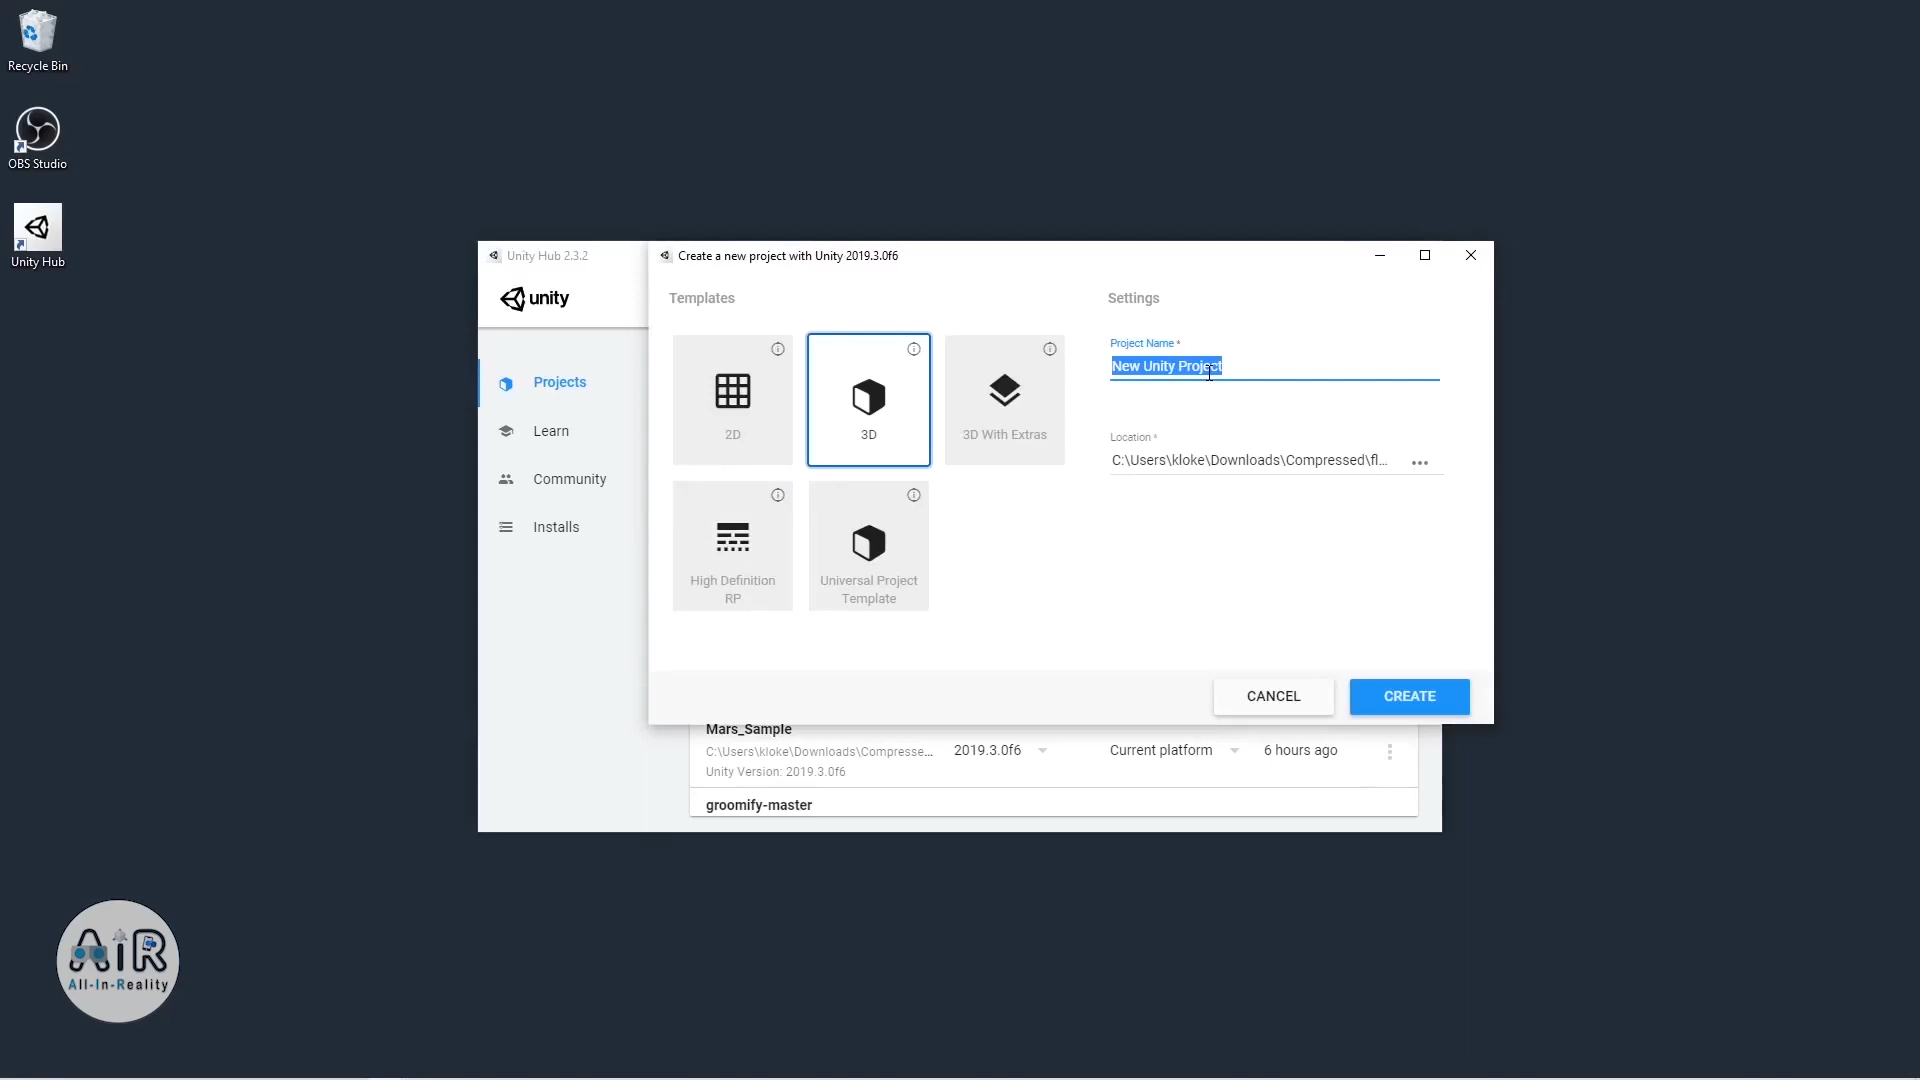 Recycle Bin
OBS Studio
Unity Hub
Unity Hub 2.3.2
unity
Projects
Learn
Community
Installs
Create a new project with Unity 2019.3.0f6
Templates
2D
3D
3D With Extras
High Definition
RP
Universal Project
Template
Settings
Project Name *
New Unity Project
Location *
C:\Users\kloke\Downloads\Compressed\fl...
CANCEL
CREATE
Mars_Sample
C:\Users\kloke\Downloads\Compresse...
2019.3.0f6
Current platform
6 hours ago
Unity Version: 2019.3.0f6
groomify-master
AiR
All-In-Reality